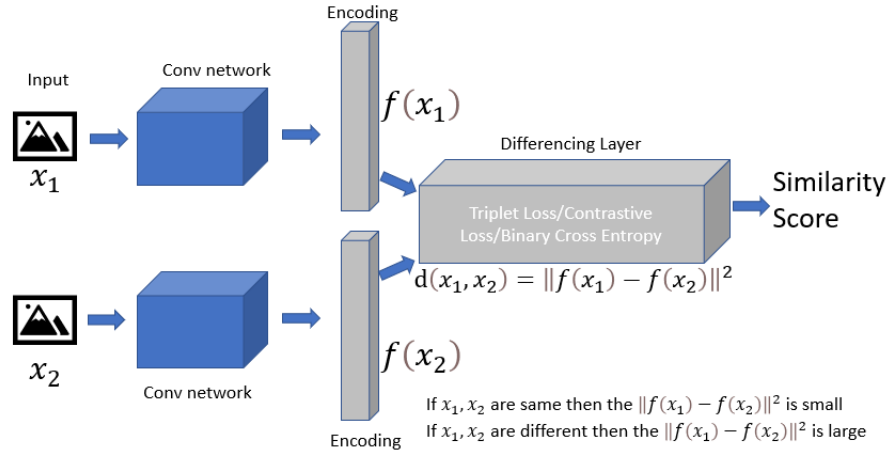 Encoding
Input
Conv network
x₁
f(x₁)
Differencing Layer
Triplet Loss/Contrastive
Loss/Binary Cross Entropy
Similarity
Score
d(x₁, x₂) = ‖f(x₁) − f(x₂)‖²
x₂
Conv network
f(x₂)
Encoding
If x₁, x₂ are same then the ‖f(x₁) − f(x₂)‖² is small
If x₁, x₂ are different then the ‖f(x₁) − f(x₂)‖² is large